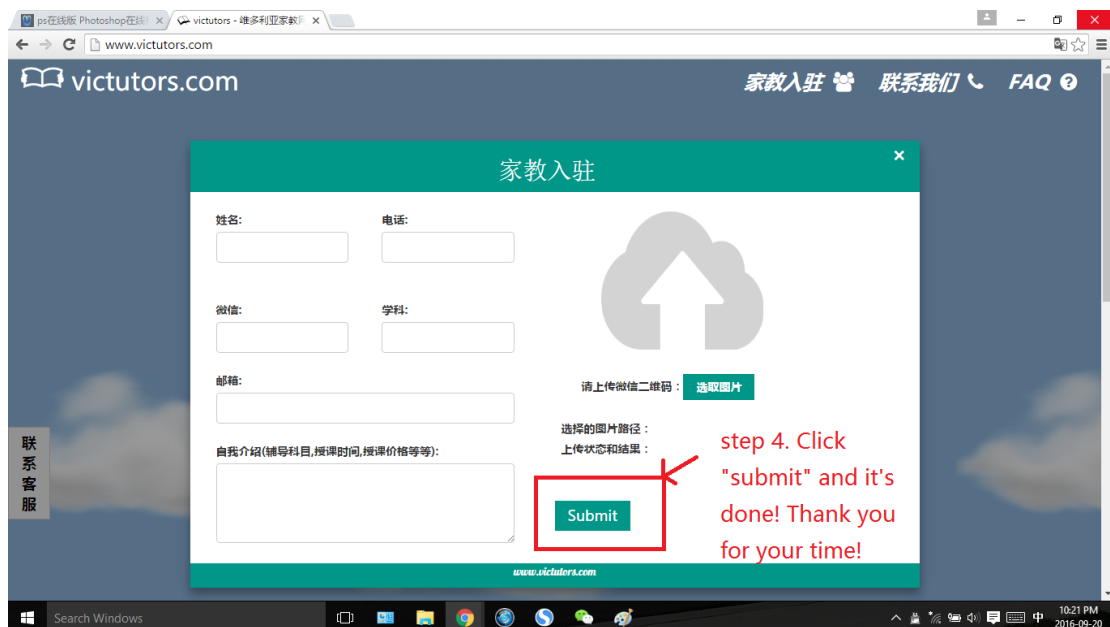 ps在线版 Photoshop在线
victutors - 维多利亚家教网
www.victutors.com
victutors.com
家教入驻
联系我们
FAQ
家教入驻
姓名:
电话:
微信:
学科:
邮箱:
自我介绍(辅导科目,授课时间,授课价格等等):
请上传微信二维码：
选取图片
选择的图片路径：
上传状态和结果：
Submit
step 4. Click
"submit" and it's
done! Thank you
for your time!
www.victutors.com
联
系
客
服
Search Windows
中
10:21 PM
2016-09-20